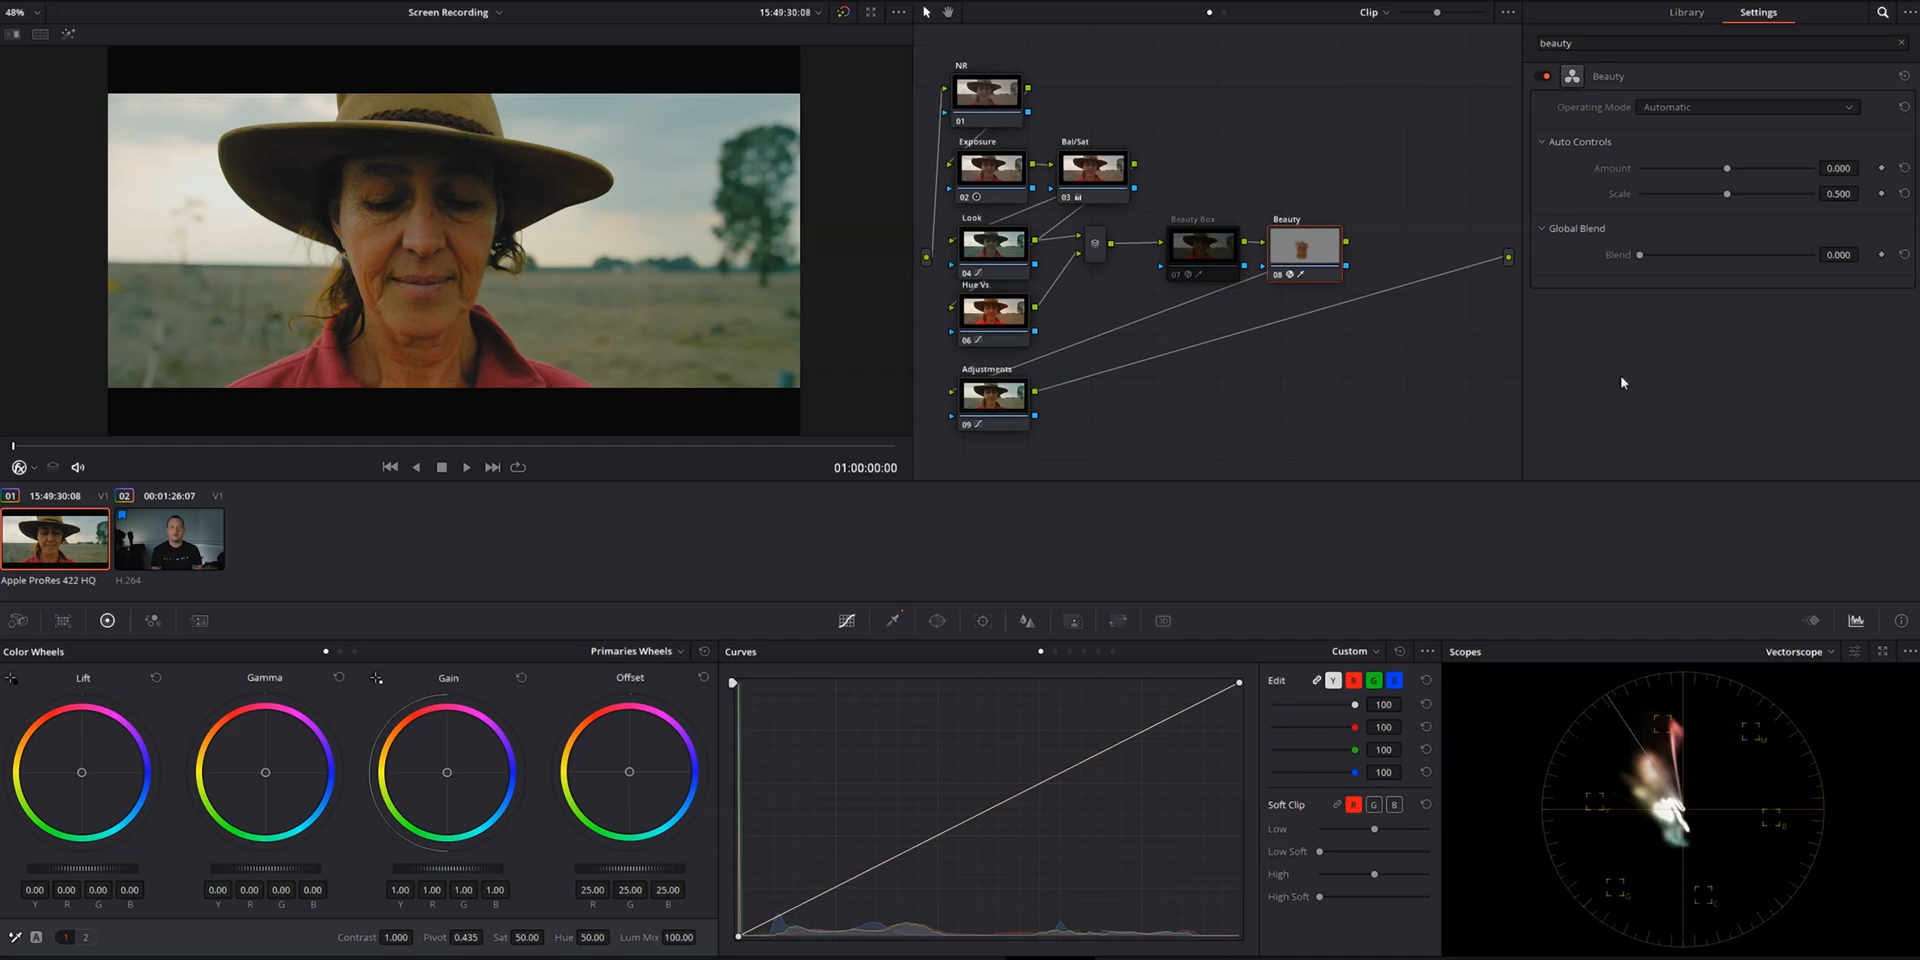 48%
Screen Recording
15:49:30:08
Clip
Library
Settings
beauty
Beauty
Operating Mode
Automatic
Auto Controls
Amount
0.000
Scale
0.500
Global Blend
Blend
0.000
NR
01
Exposure
02
Bal/Sat
03
Look
04
Hue Vs.
06
Beauty Box
07
Beauty
08
Adjustments
09
01:00:00:00
01
15:49:30:08
V1
02
00:01:26:07
V1
Apple ProRes 422 HQ
H.264
Color Wheels
Primaries Wheels
Lift
Gamma
Gain
Offset
0.00 0.00 0.00 0.00
Y R G B
0.00 0.00 0.00 0.00
Y R G B
1.00 1.00 1.00 1.00
Y R G B
25.00 25.00 25.00
R G B
A
1
2
Contrast 1.000
Pivot 0.435
Sat 50.00
Hue 50.00
Lum Mix 100.00
Curves
Custom
Edit
Y R G B
100
100
100
100
Soft Clip
R G B
Low
Low Soft
High
High Soft
Scopes
Vectorscope
M
B
C
G
Y